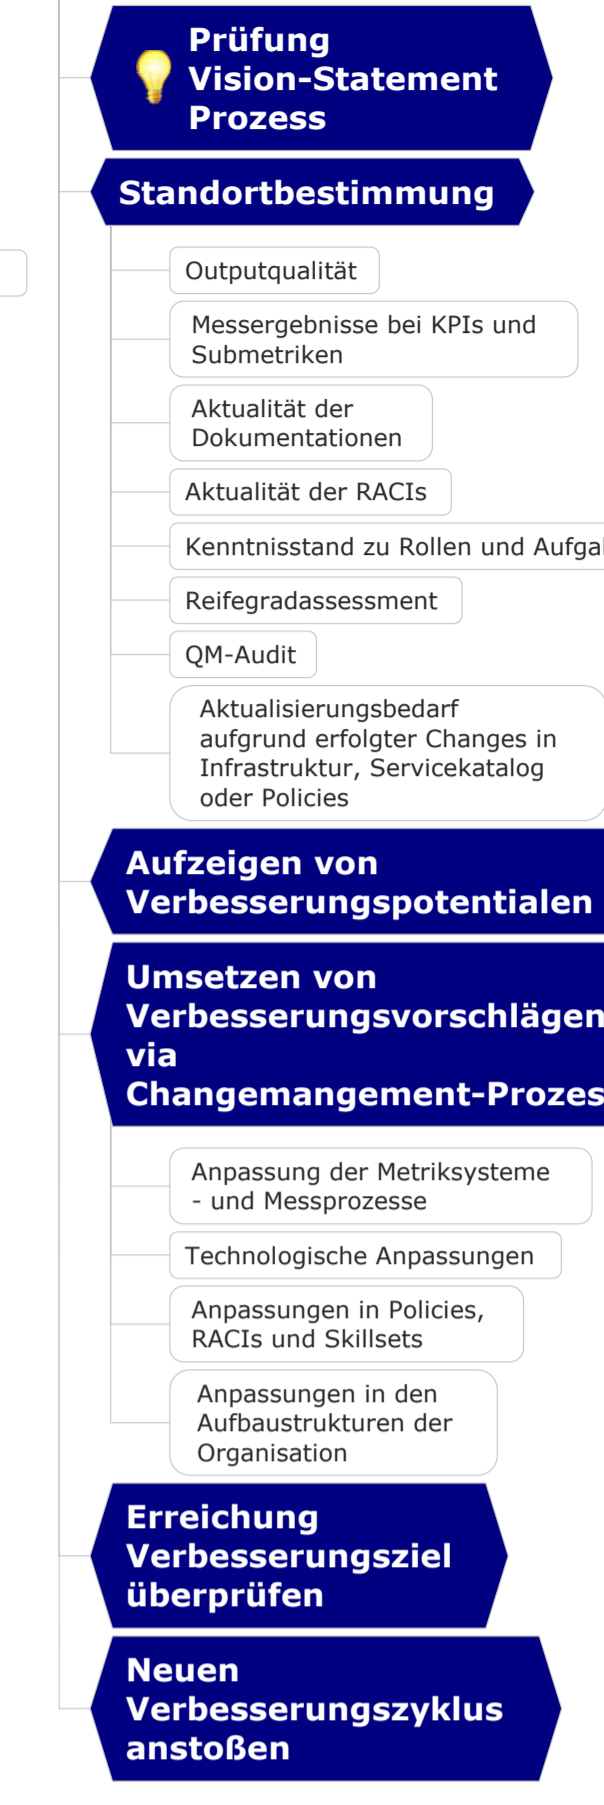 Prüfung
Vision-Statement
Prozess
Standortbestimmung
Outputqualität
Messergebnisse bei KPIs und
Submetriken
Aktualität der
Dokumentationen
Aktualität der RACIs
Kenntnisstand zu Rollen und
Reifegradassessment
QM-Audit
Aktualisierungsbedarf
aufgrund erfolgter Changes in
Infrastruktur, Servicekatalog
oder Policies
Aufzeigen von
Verbesserungspotentialen
Umsetzen von
Verbesserungsvorschlägen
via
Changemangement-Prozes
Anpassung der Metriksysteme
- und Messprozesse
Technologische Anpassungen
Anpassungen in Policies,
RACIs und Skillsets
Anpassungen in den
Aufbaustrukturen der
Organisation
Erreichung
Verbesserungsziel
überprüfen
Neuen
Verbesserungszyklus
anstoßen